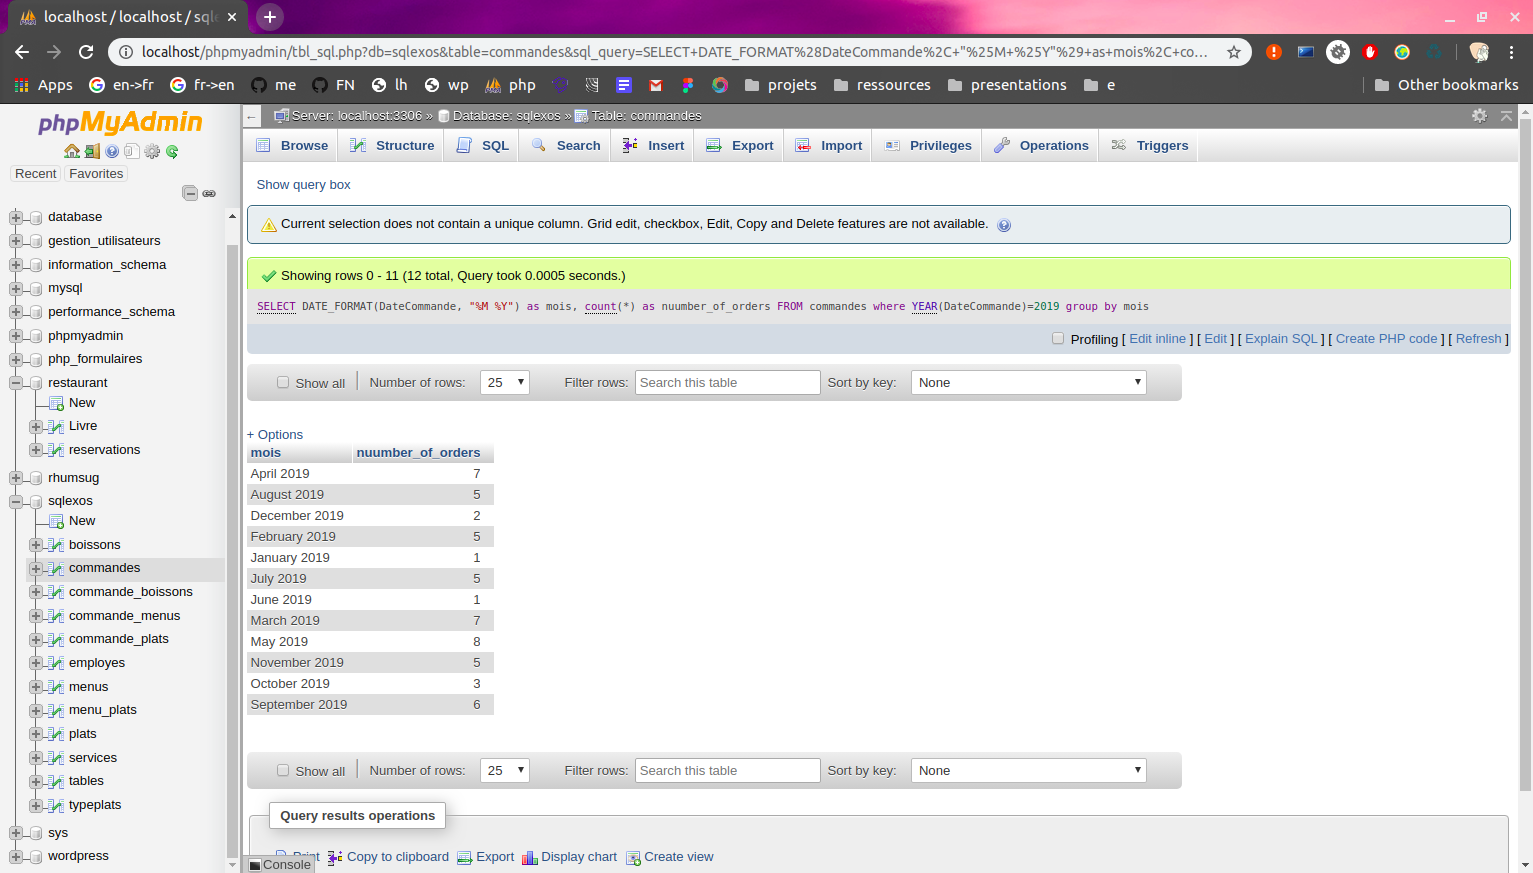 localhost / localhost / sqle
localhost/phpmyadmin/tbl_sql.php?db=sqlexos&table=commandes&sql_query=SELECT+DATE_FORMAT%28DateCommande%2C+"%25M+%25Y"%29+as+mois%2C+co...
Apps en->fr fr->en me FN lh wp php projets ressources presentations e Other bookmarks
phpMyAdmin
Recent Favorites
database
gestion_utilisateurs
information_schema
mysql
performance_schema
phpmyadmin
php_formulaires
restaurant
New
Livre
reservations
rhumsug
sqlexos
New
boissons
commandes
commande_boissons
commande_menus
commande_plats
employes
menus
menu_plats
plats
services
tables
typeplats
sys
wordpress
Server: localhost:3306 » Database: sqlexos » Table: commandes
Browse Structure SQL Search Insert Export Import Privileges Operations Triggers
Show query box
Current selection does not contain a unique column. Grid edit, checkbox, Edit, Copy and Delete features are not available.
Showing rows 0 - 11 (12 total, Query took 0.0005 seconds.)
SELECT DATE_FORMAT(DateCommande, "%M %Y") as mois, count(*) as nuumber_of_orders FROM commandes where YEAR(DateCommande)=2019 group by mois
Profiling [ Edit inline ] [ Edit ] [ Explain SQL ] [ Create PHP code ] [ Refresh ]
Show all Number of rows: 25 Filter rows: Search this table Sort by key: None
+ Options
mois nuumber_of_orders
April 2019 7
August 2019 5
December 2019 2
February 2019 5
January 2019 1
July 2019 5
June 2019 1
March 2019 7
May 2019 8
November 2019 5
October 2019 3
September 2019 6
Show all Number of rows: 25 Filter rows: Search this table Sort by key: None
Query results operations
Print Copy to clipboard Export Display chart Create view
Console